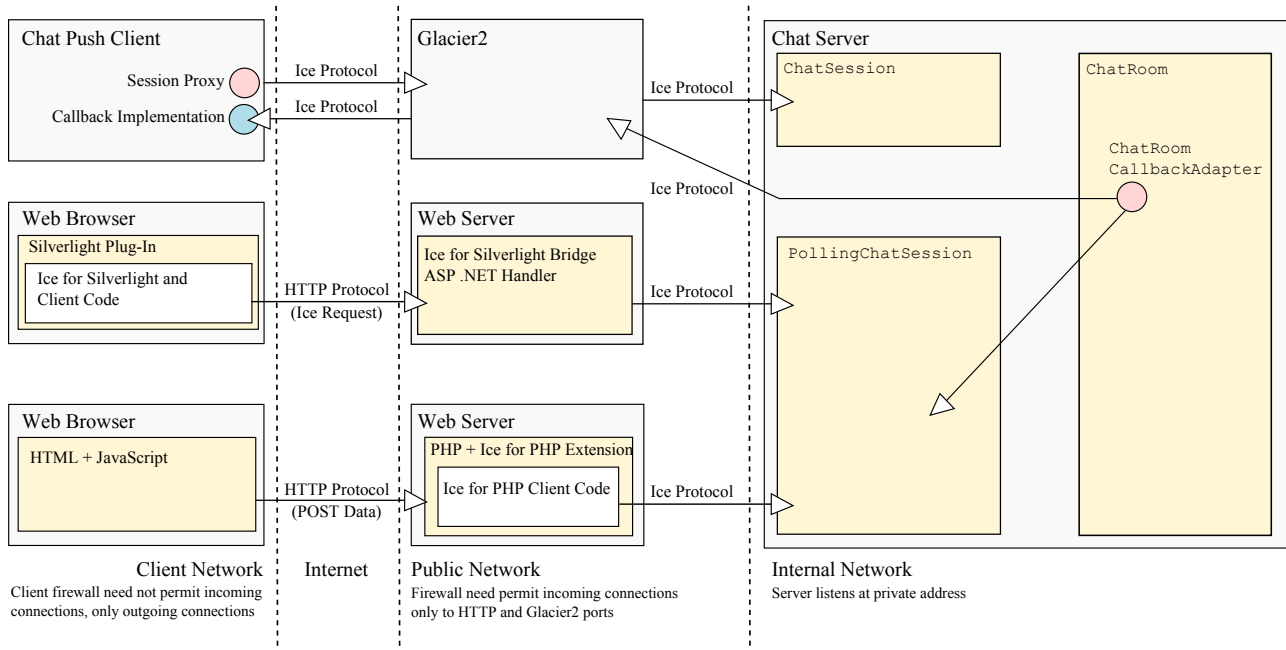 Chat Push Client
Session Proxy
Callback Implementation
Ice Protocol
Ice Protocol
Glacier2
Ice Protocol
Ice Protocol
Chat Server
ChatSession
ChatRoom
ChatRoom
CallbackAdapter
Web Browser
Silverlight Plug-In
Ice for Silverlight and
Client Code
HTTP Protocol
(Ice Request)
Web Server
Ice for Silverlight Bridge
ASP .NET Handler
Ice Protocol
PollingChatSession
Web Browser
HTML + JavaScript
HTTP Protocol
(POST Data)
Web Server
PHP + Ice for PHP Extension
Ice for PHP Client Code
Ice Protocol
Client Network
Client firewall need not permit incoming
connections, only outgoing connections
Internet
Public Network
Firewall need permit incoming connections
only to HTTP and Glacier2 ports
Internal Network
Server listens at private address